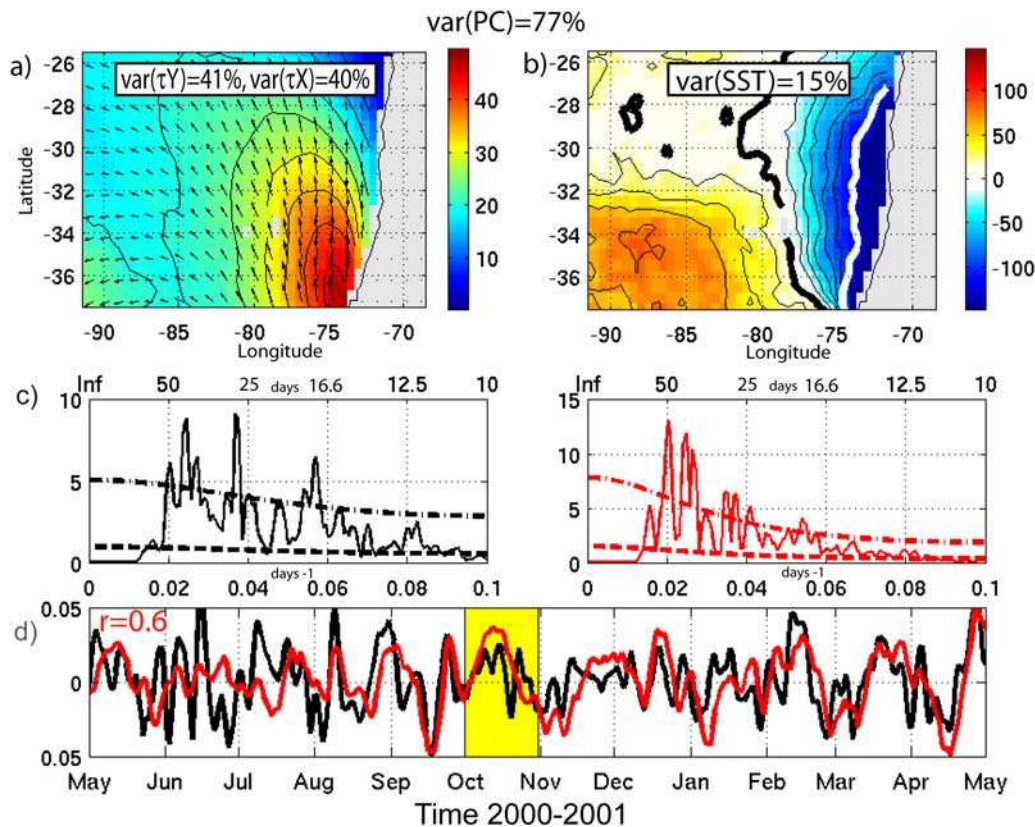 var(PC)=77%
a)
var(τY)=41%, var(τX)=40%
-26
-28
-30
-32
-34
-36
Latitude
-90
-85
-80
-75
-70
Longitude
40
30
20
10
b)
var(SST)=15%
-26
-28
-30
-32
-34
-36
-90
-85
-80
-75
-70
Longitude
100
50
0
-50
-100
c)
Inf 50 25 days 16.6 12.5 10
10
5
0
0 0.02 0.04 0.06 0.08 0.1
days -1
Inf 50 25 days 16.6 12.5 10
15
10
5
0
0 0.02 0.04 0.06 0.08 0.1
days -1
d)
0.05
0
0.05
r=0.6
May Jun Jul Aug Sep Oct Nov Dec Jan Feb Mar Apr May
Time 2000-2001